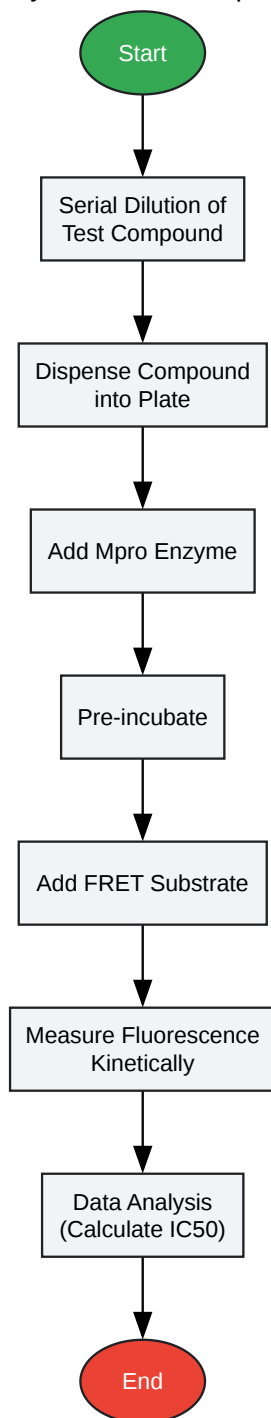 Start
Serial Dilution of
Test Compound
Dispense Compound
into Plate
Add Mpro Enzyme
Pre-incubate
Add FRET Substrate
Measure Fluorescence
Kinetically
Data Analysis
(Calculate IC50)
End